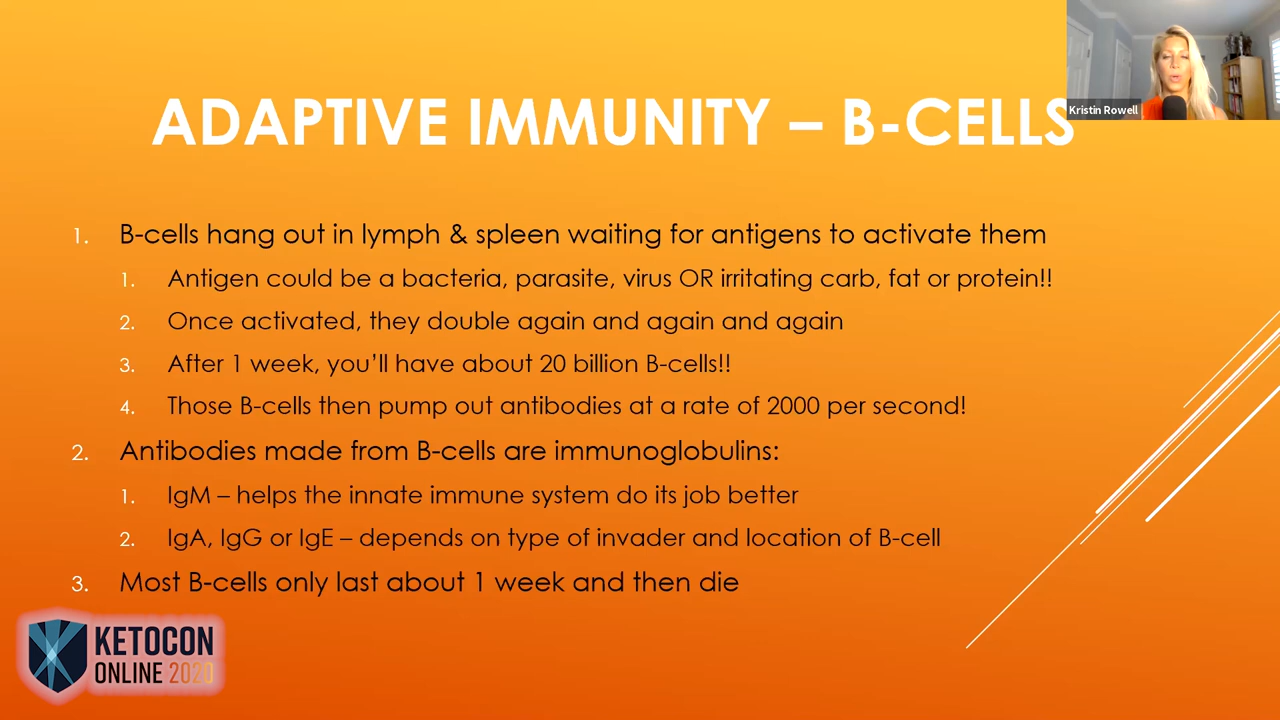 Kristin Rowell
ADAPTIVE IMMUNITY – B-CELLS
1. B-cells hang out in lymph & spleen waiting for antigens to activate them
1. Antigen could be a bacteria, parasite, virus OR irritating carb, fat or protein!!
2. Once activated, they double again and again and again
3. After 1 week, you'll have about 20 billion B-cells!!
4. Those B-cells then pump out antibodies at a rate of 2000 per second!
2. Antibodies made from B-cells are immunoglobulins:
1. IgM – helps the innate immune system do its job better
2. IgA, IgG or IgE – depends on type of invader and location of B-cell
3. Most B-cells only last about 1 week and then die
KETOCON
ONLINE 2020